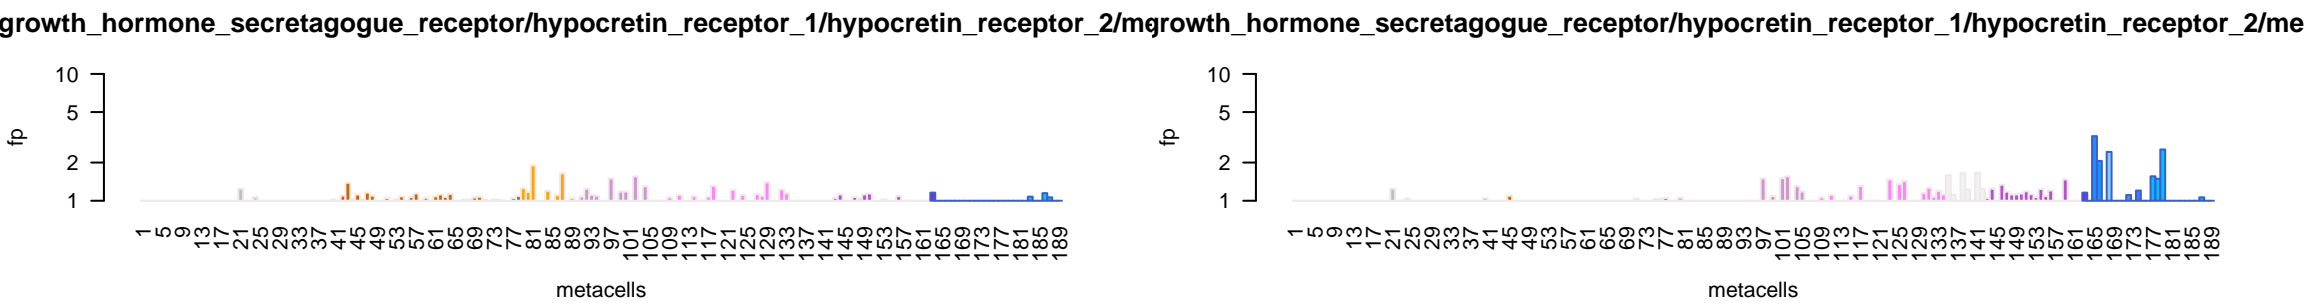 growth_hormone_secretagogue_receptor/hypocretin_receptor_1/hypocretin_receptor_2/me
10
5
2
1
fp
1 5 9 13 17 21 25 29 33 37 41 45 49 53 57 61 65 69 73 77 81 85 89 93 97 101 105 109 113 117 121 125 129 133 137 141 145 149 153 157 161 165 169 173 177 181 185 189
metacells
growth_hormone_secretagogue_receptor/hypocretin_receptor_1/hypocretin_receptor_2/me
10
5
2
1
fp
1 5 9 13 17 21 25 29 33 37 41 45 49 53 57 61 65 69 73 77 81 85 89 93 97 101 105 109 113 117 121 125 129 133 137 141 145 149 153 157 161 165 169 173 177 181 185 189
metacells